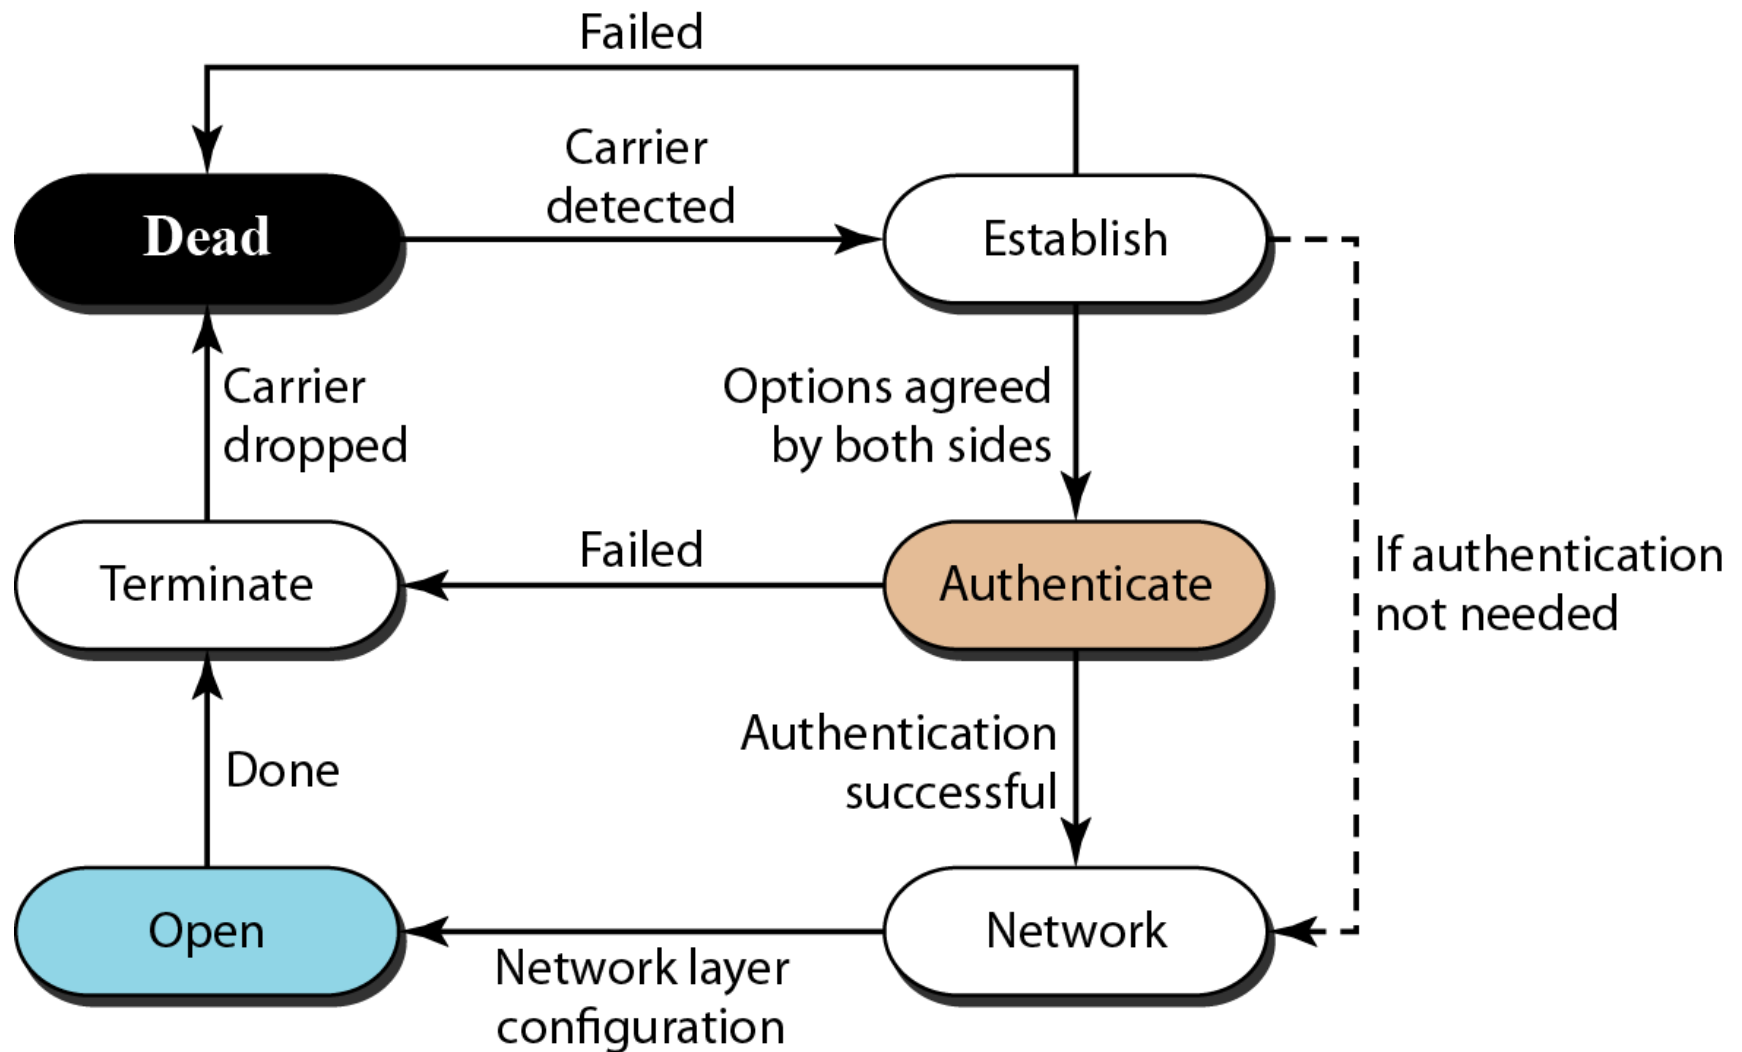 Failed
Carrier
detected
Dead
Establish
Carrier
dropped
Options agreed
by both sides
If authentication
not needed
Failed
Terminate
Authenticate
Done
Authentication
successful
Open
Network
Network layer
configuration